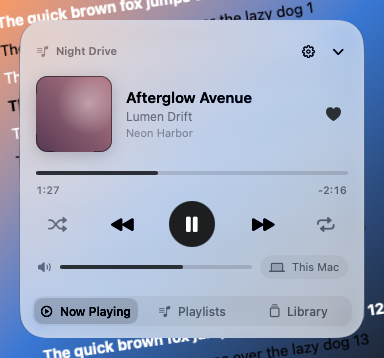 The quick brown fox jumps
the lazy dog 1
Night Drive
Afterglow Avenue
Lumen Drift
Neon Harbor
1:27
-2:16
This Mac
Now Playing
Playlists
Library
12
over the lazy dog 13
The quick brown fox